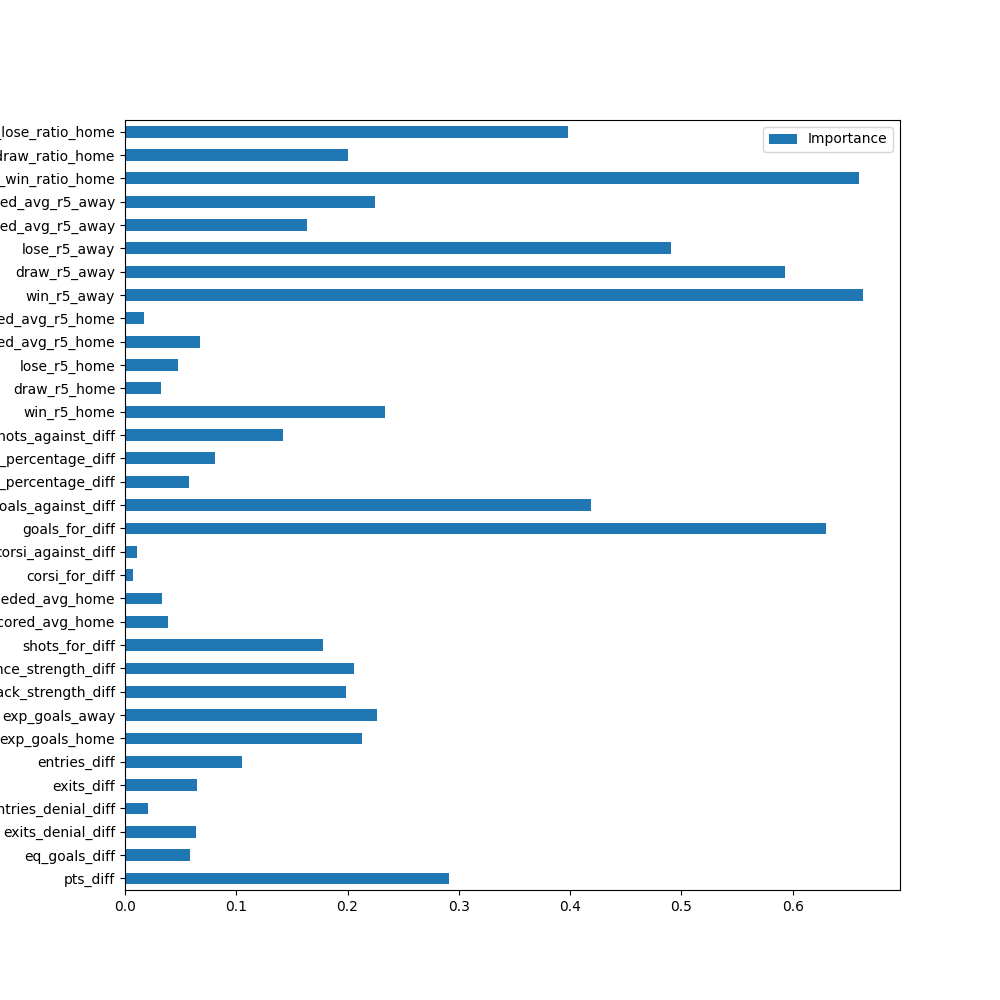 _lose_ratio_home
Importance
draw_ratio_home
_win_ratio_home
ed_avg_r5_away
ed_avg_r5_away
lose_r5_away
draw_r5_away
win_r5_away
ed_avg_r5_home
ed_avg_r5_home
lose_r5_home
draw_r5_home
win_r5_home
hots_against_diff
_percentage_diff
_percentage_diff
oals_against_diff
goals_for_diff
corsi_against_diff
corsi_for_diff
eded_avg_home
cored_avg_home
shots_for_diff
nce_strength_diff
ack_strength_diff
exp_goals_away
exp_goals_home
entries_diff
exits_diff
ntries_denial_diff
exits_denial_diff
eq_goals_diff
pts_diff
0.0 0.1 0.2 0.3 0.4 0.5 0.6